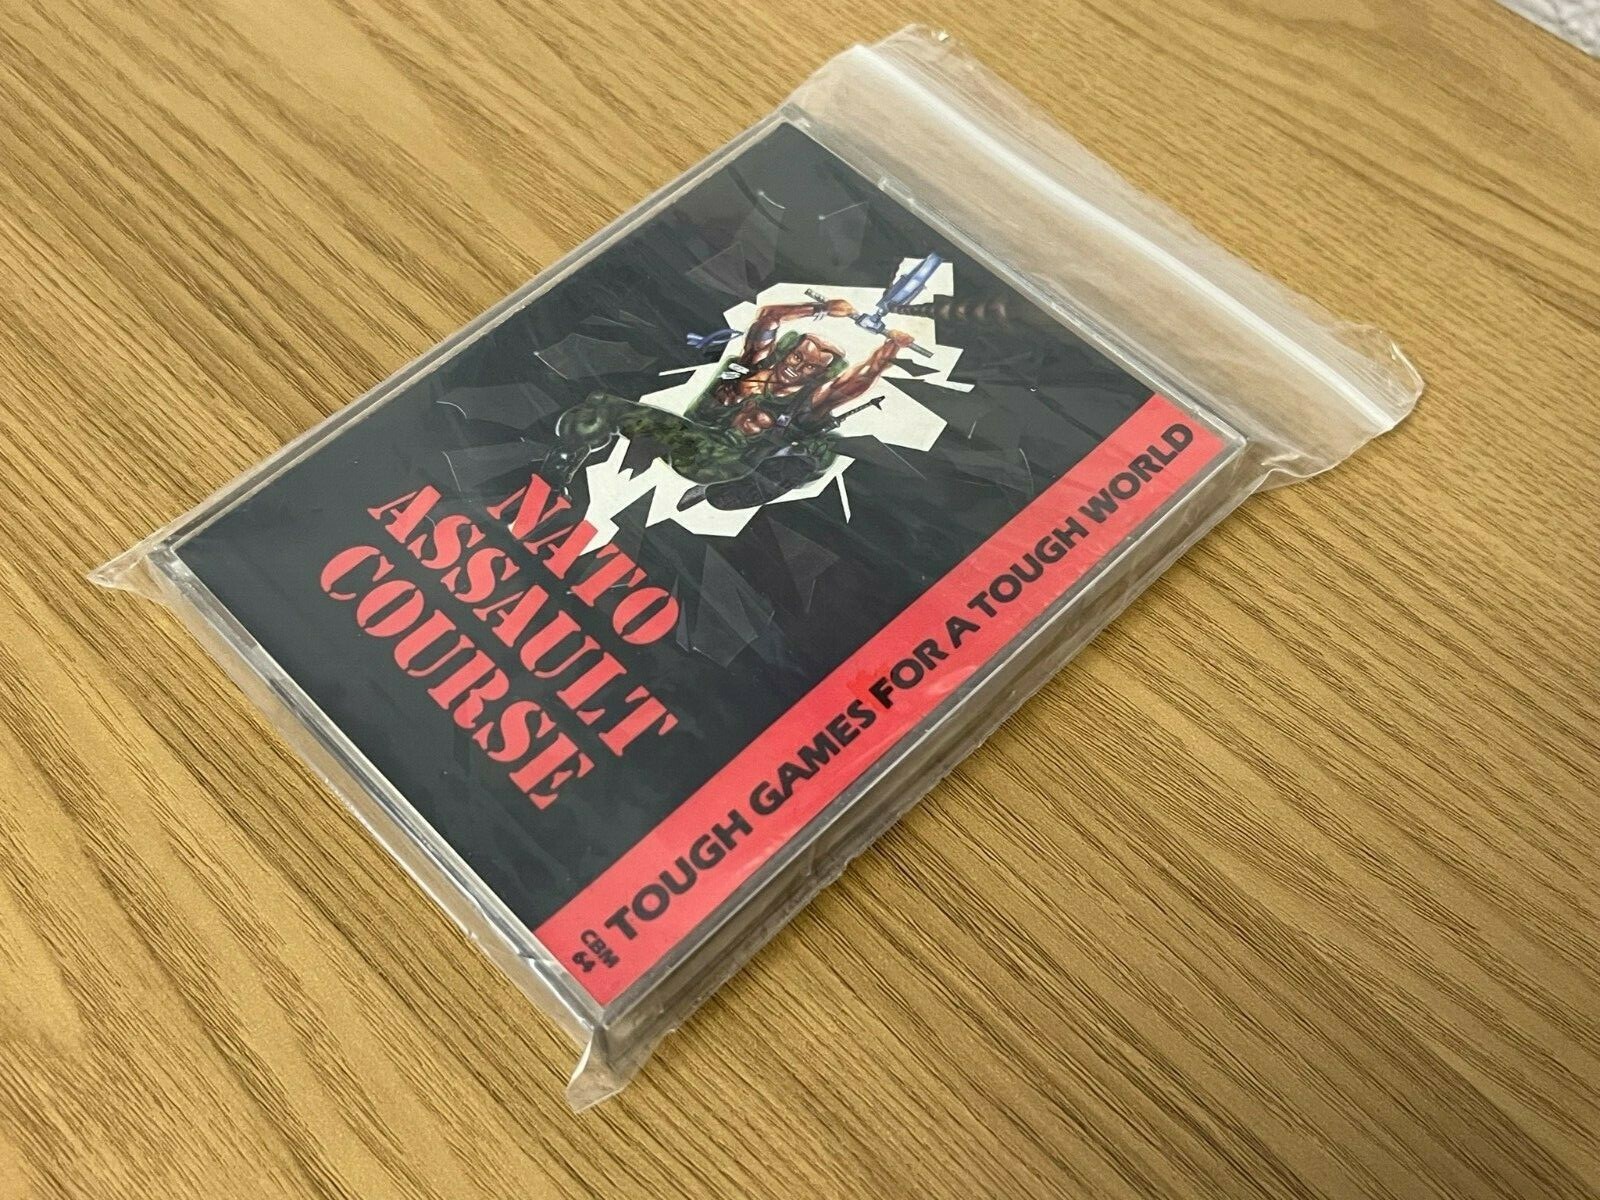 NATO
ASSAULT
COURSE
TOUGH GAMES FOR A TOUGH WORLD
CBM
64